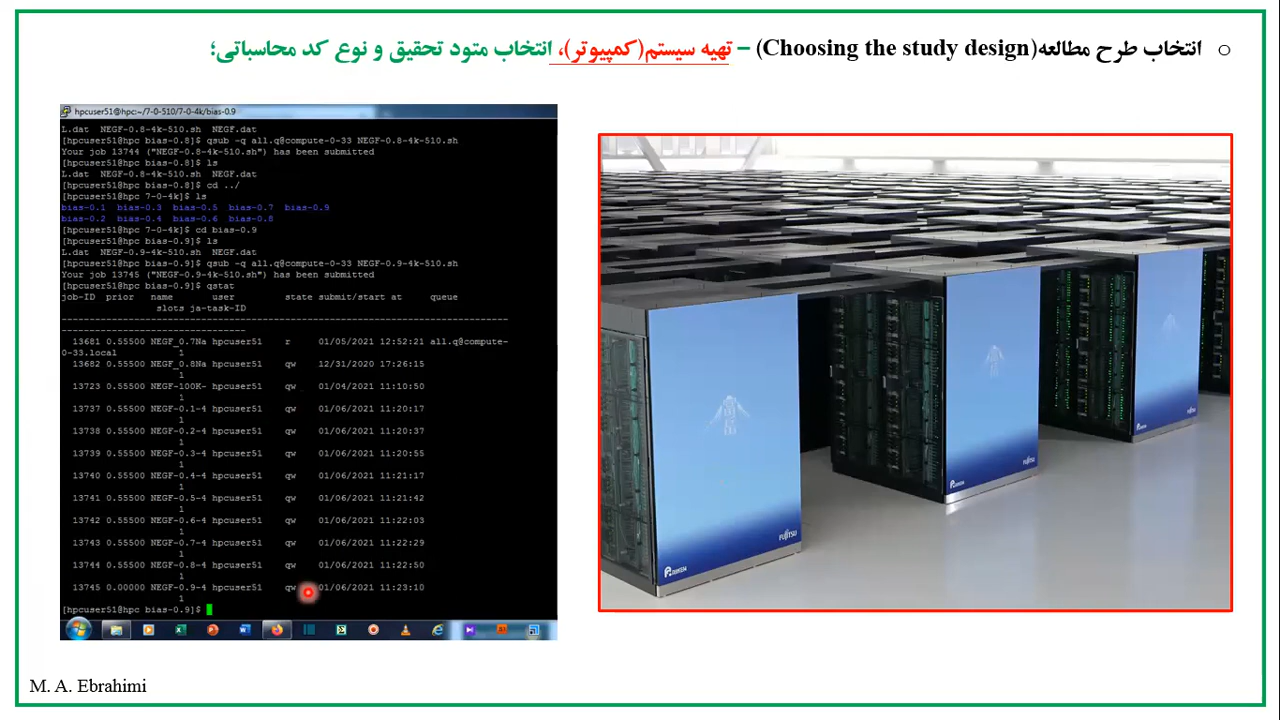 ○ انتخاب طرح مطالعه(Choosing the study design) – تهیه سیستم(کمپیوتر)، انتخاب متود تحقیق و نوع کد محاسباتی؛
hpcuser51@hpc:~/7-0-510/7-0-4k/bias-0.9
L.dat NEGF-0.8-4k-510.sh NEGF.dat
[hpcuser51@hpc bias-0.8]$ qsub -q all.q@compute-0-33 NEGF-0.8-4k-510.sh
Your job 13744 ("NEGF-0.8-4k-510.sh") has been submitted
[hpcuser51@hpc bias-0.8]$ ls
L.dat NEGF-0.8-4k-510.sh NEGF.dat
[hpcuser51@hpc bias-0.8]$ cd ../
[hpcuser51@hpc 7-0-4k]$ ls
bias-0.1 bias-0.3 bias-0.5 bias-0.7 bias-0.9
bias-0.2 bias-0.4 bias-0.6 bias-0.8
[hpcuser51@hpc 7-0-4k]$ cd bias-0.9
[hpcuser51@hpc bias-0.9]$ ls
L.dat NEGF-0.9-4k-510.sh NEGF.dat
[hpcuser51@hpc bias-0.9]$ qsub -q all.q@compute-0-33 NEGF-0.9-4k-510.sh
Your job 13745 ("NEGF-0.9-4k-510.sh") has been submitted
[hpcuser51@hpc bias-0.9]$ qstat
job-ID prior name user state submit/start at queue
slots ja-task-ID
--------------------------------------------------------------------------------
---------------------------------
13681 0.55500 NEGF_0.7Na hpcuser51 r 01/05/2021 12:52:21 all.q@compute-
0-33.local 1
13682 0.55500 NEGF_0.8Na hpcuser51 qw 12/31/2020 17:26:15
1
13723 0.55500 NEGF-100K- hpcuser51 qw 01/04/2021 11:10:50
1
13737 0.55500 NEGF-0.1-4 hpcuser51 qw 01/06/2021 11:20:17
1
13738 0.55500 NEGF-0.2-4 hpcuser51 qw 01/06/2021 11:20:37
1
13739 0.55500 NEGF-0.3-4 hpcuser51 qw 01/06/2021 11:20:55
1
13740 0.55500 NEGF-0.4-4 hpcuser51 qw 01/06/2021 11:21:17
1
13741 0.55500 NEGF-0.5-4 hpcuser51 qw 01/06/2021 11:21:42
1
13742 0.55500 NEGF-0.6-4 hpcuser51 qw 01/06/2021 11:22:03
1
13743 0.55500 NEGF-0.7-4 hpcuser51 qw 01/06/2021 11:22:29
1
13744 0.55500 NEGF-0.8-4 hpcuser51 qw 01/06/2021 11:22:50
1
13745 0.00000 NEGF-0.9-4 hpcuser51 qw 01/06/2021 11:23:10
1
[hpcuser51@hpc bias-0.9]$
FUJITSU
FUJITSU
FUJITSU
M. A. Ebrahimi